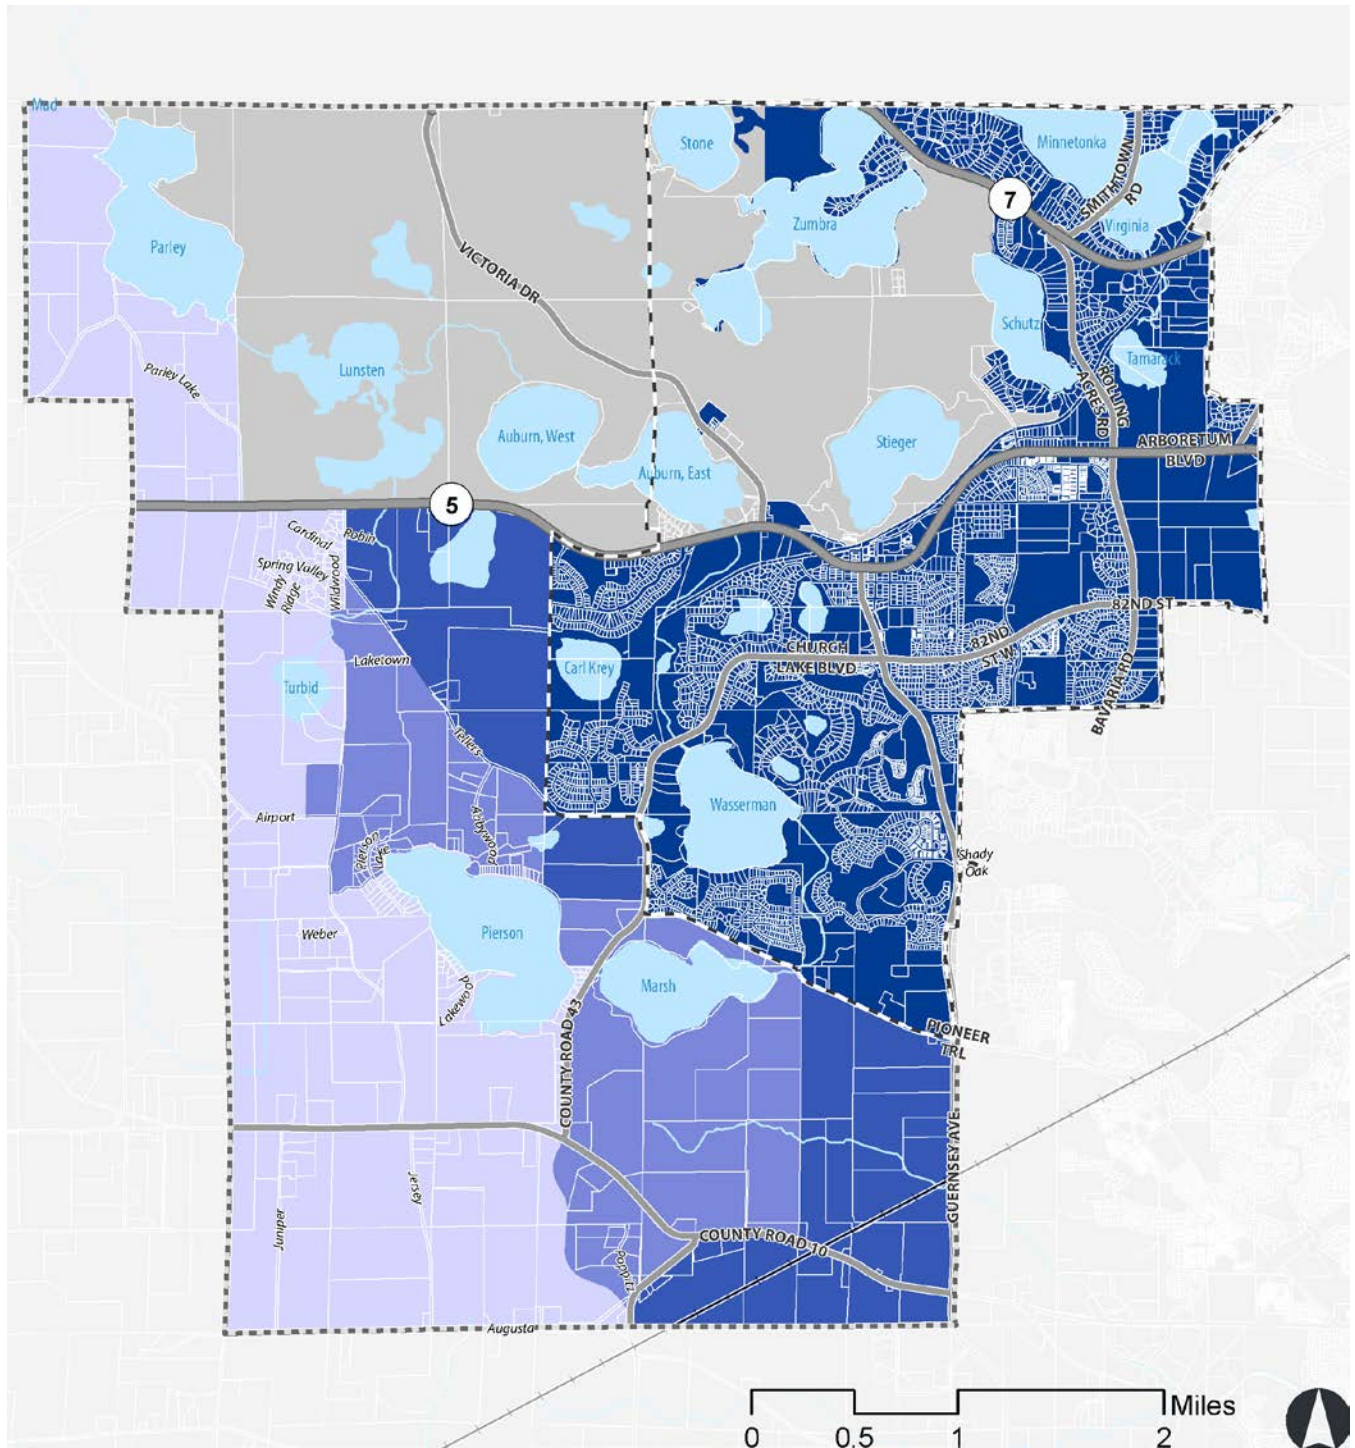 Mud
Stone
Minnetonka
SMITHTOWN
RD
7
Zumbra
Virginia
Parley
VICTORIA DR
Schutz
Tamarack
Parley Lake
Lunsten
ROLLING
ACRES RD
Auburn, West
Stieger
ARBORETUM
BLVD
Auburn, East
5
Cardinal
Rubin
Spring Valley
Windy
Ridge
Wildwood
82ND ST
82ND
ST W
CHURCH
LAKE BLVD
Laketown
Carl Krey
Turbid
BAVARIA RD
Tellers
Wasserman
Airport
Pierson
Lake
Arbywood
Shady
Oak
Weber
Pierson
Marsh
Lakewood
COUNTY ROAD 43
PIONEER
TRL
GUERNSEY AVE
Jersey
Juniper
COUNTY ROAD 10
Augusta
Miles
0 0.5 1 2